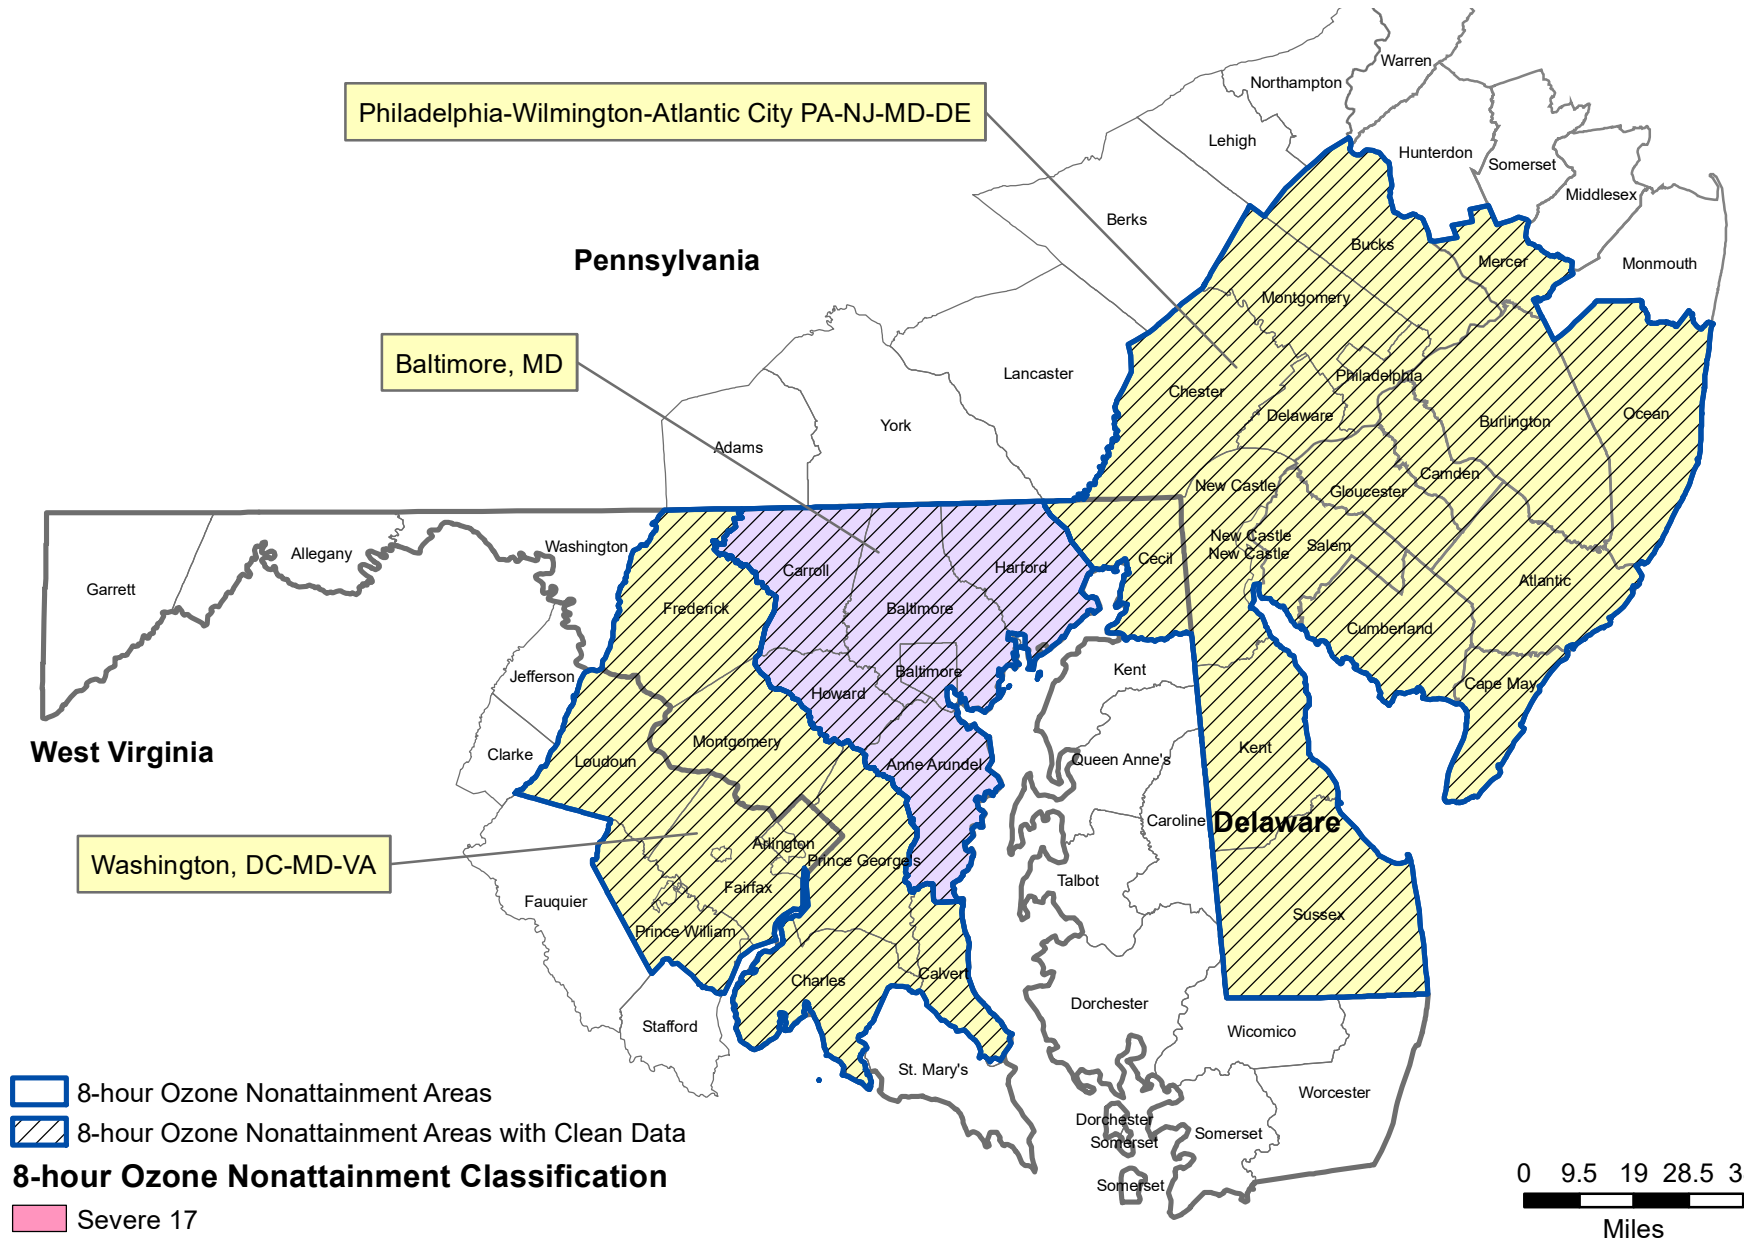 Warren
Northampton
Philadelphia-Wilmington-Atlantic City PA-NJ-MD-DE
Lehigh
Hunterdon
Somerset
Middlesex
Berks
Bucks
Pennsylvania
Mercer
Monmouth
Montgomery
Baltimore, MD
Lancaster
Philadelphia
Chester
Delaware
Ocean
Burlington
York
Adams
Camden
New Castle
Gloucester
Washington
Allegany
Garrett
New Castle
New Castle
Salem
Cecil
Harford
Carroll
Atlantic
Frederick
Baltimore
Cumberland
Jefferson
Baltimore
Kent
Howard
Cape May
West Virginia
Clarke
Loudoun
Montgomery
Anne Arundel
Queen Anne's
Kent
Caroline
Delaware
Washington, DC-MD-VA
Arlington
Prince George's
Fairfax
Talbot
Fauquier
Sussex
Prince William
Charles
Calvert
Dorchester
Stafford
Wicomico
St. Mary's
Worcester
Dorchester
Somerset
Somerset
Somerset
8-hour Ozone Nonattainment Areas
8-hour Ozone Nonattainment Areas with Clean Data
8-hour Ozone Nonattainment Classification
Severe 17
0 9.5 19 28.5 3
Miles